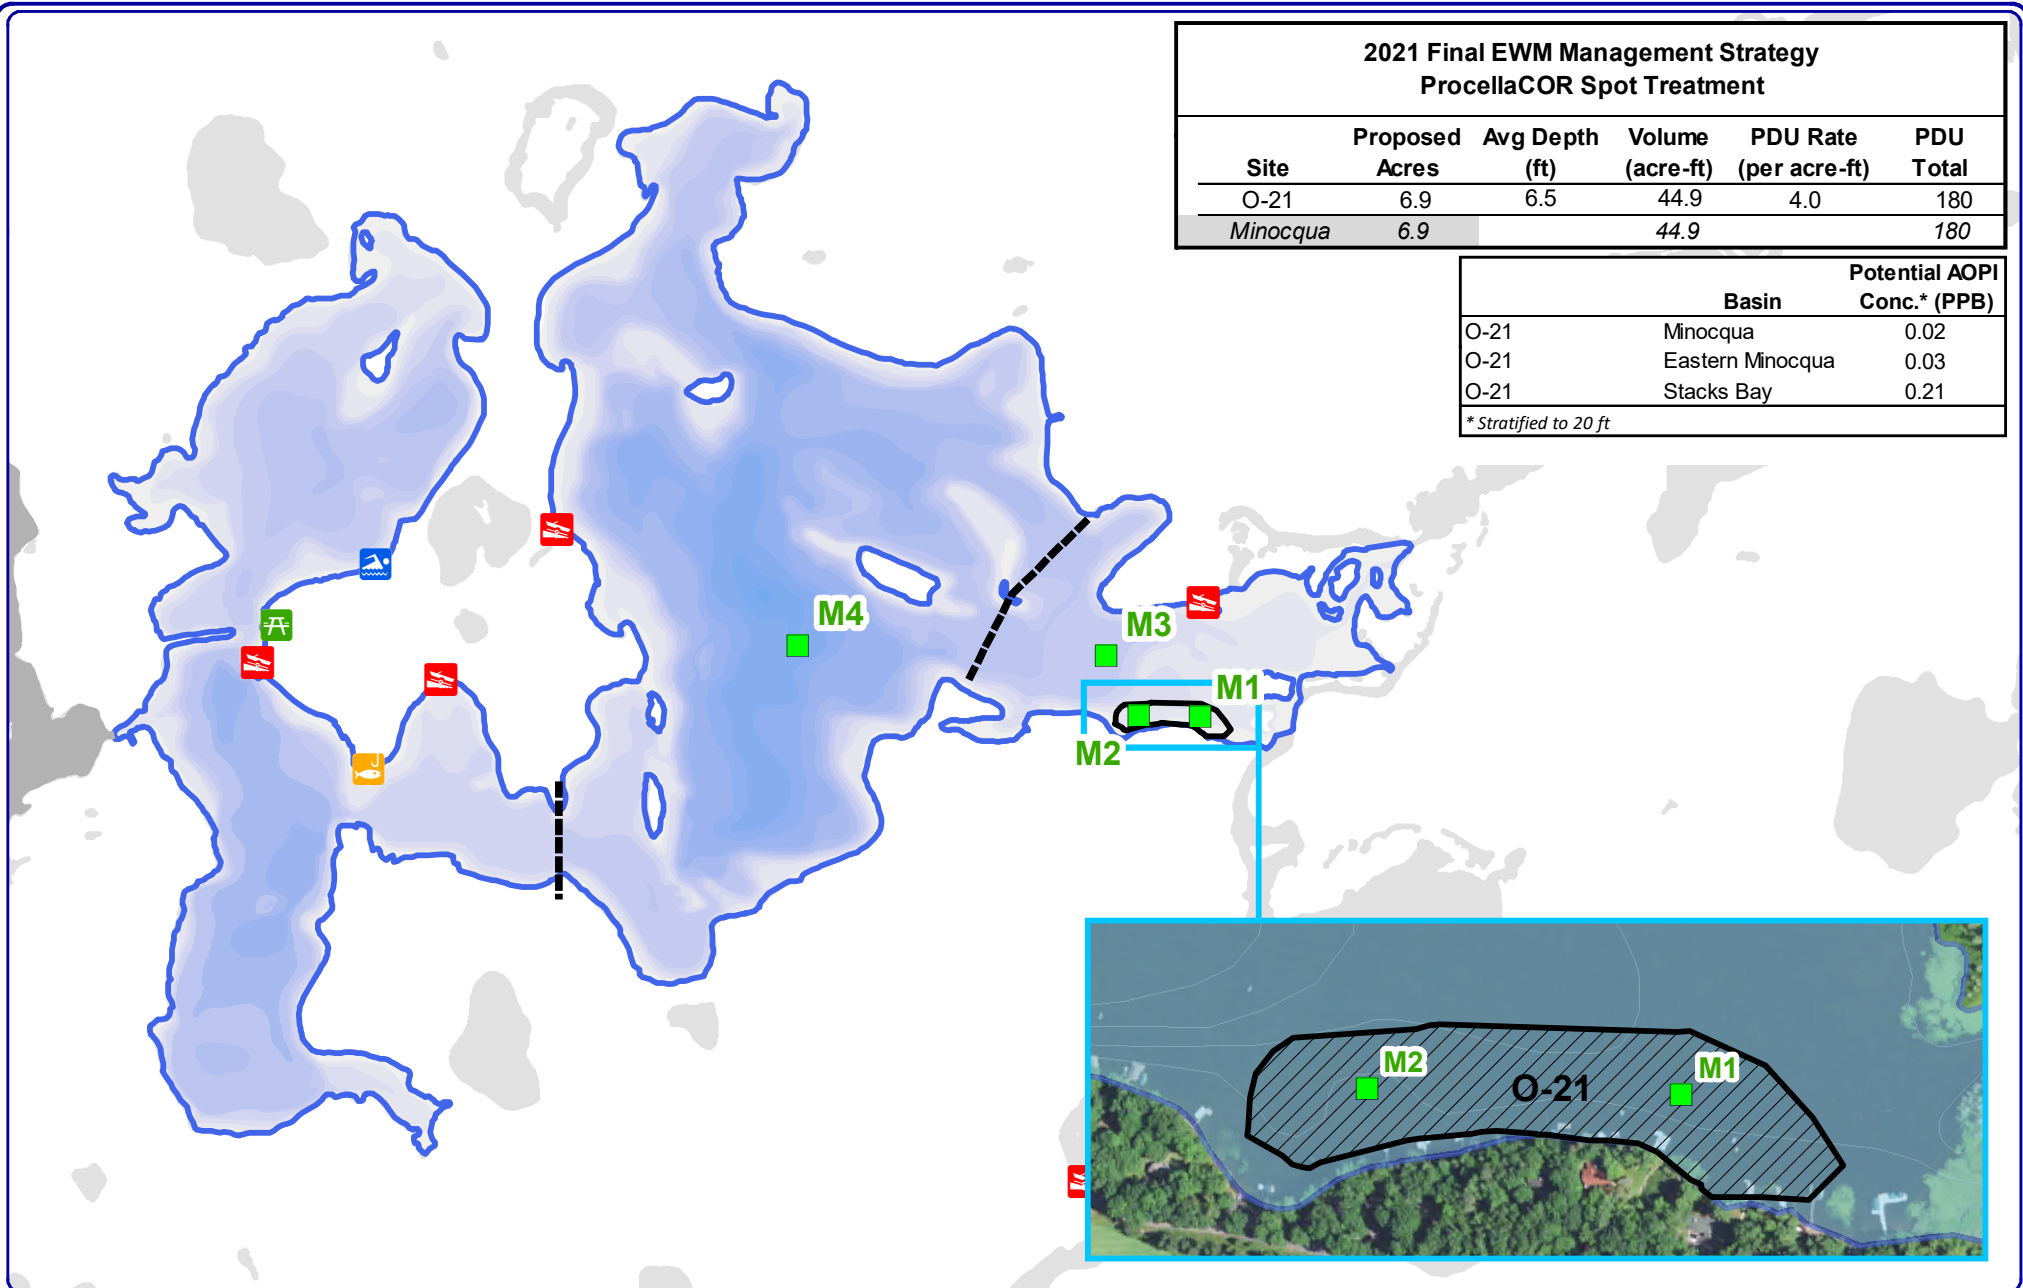 2021 Final EWM Management Strategy
ProcellaCOR Spot Treatment
Site Proposed Acres Avg Depth (ft) Volume (acre-ft) PDU Rate (per acre-ft) PDU Total
O-21 6.9 6.5 44.9 4.0 180
Minocqua 6.9 44.9 180
Basin Potential AOPI Conc.* (PPB)
O-21 Minocqua 0.02
O-21 Eastern Minocqua 0.03
O-21 Stacks Bay 0.21
* Stratified to 20 ft
M4
M3
M1
M2
M2
M1
O-21